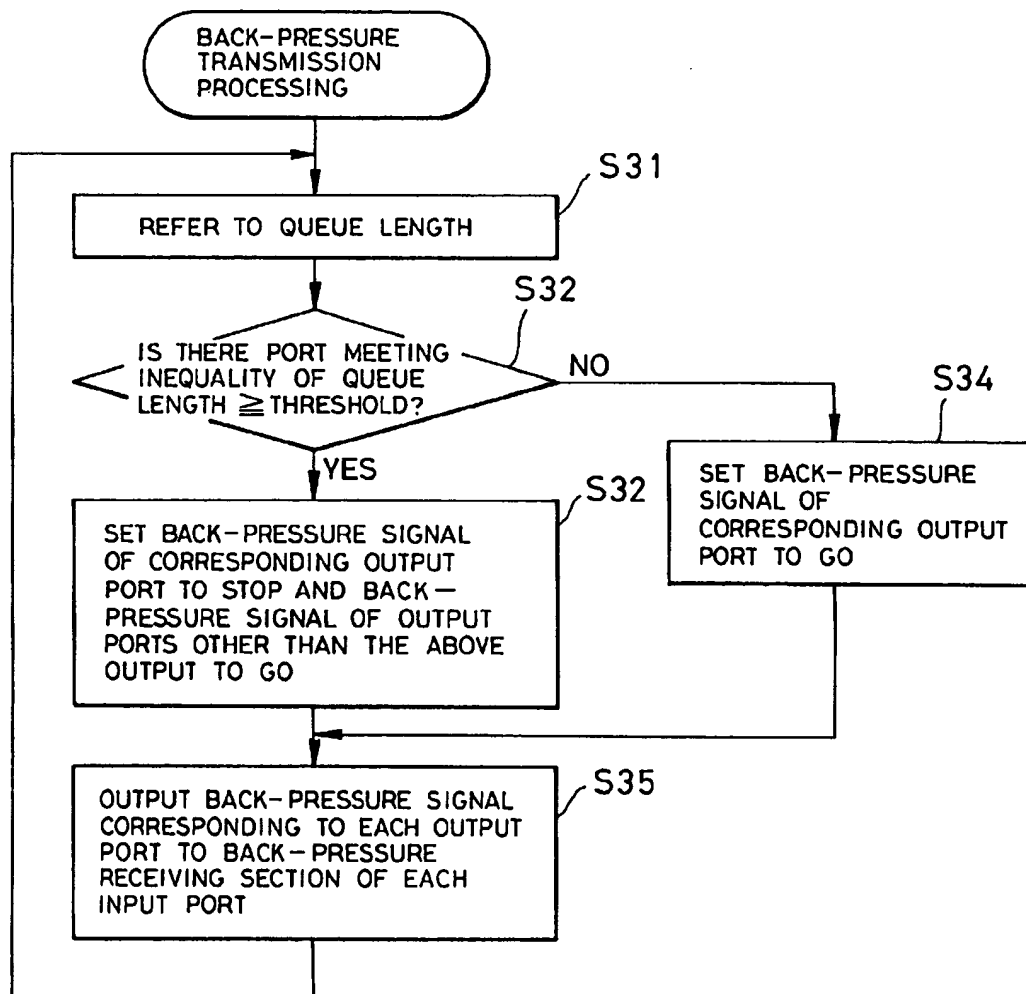 BACK-PRESSURE
TRANSMISSION
PROCESSING
S31
REFER TO QUEUE LENGTH
S32
IS THERE PORT MEETING
INEQUALITY OF QUEUE
LENGTH ≧ THRESHOLD?
NO
YES
S34
SET BACK-PRESSURE
SIGNAL OF
CORRESPONDING OUTPUT
PORT TO GO
S32
SET BACK-PRESSURE SIGNAL
OF CORRESPONDING OUTPUT
PORT TO STOP AND BACK-
PRESSURE SIGNAL OF OUTPUT
PORTS OTHER THAN THE ABOVE
OUTPUT TO GO
S35
OUTPUT BACK-PRESSURE SIGNAL
CORRESPONDING TO EACH OUTPUT
PORT TO BACK-PRESSURE
RECEIVING SECTION OF EACH
INPUT PORT